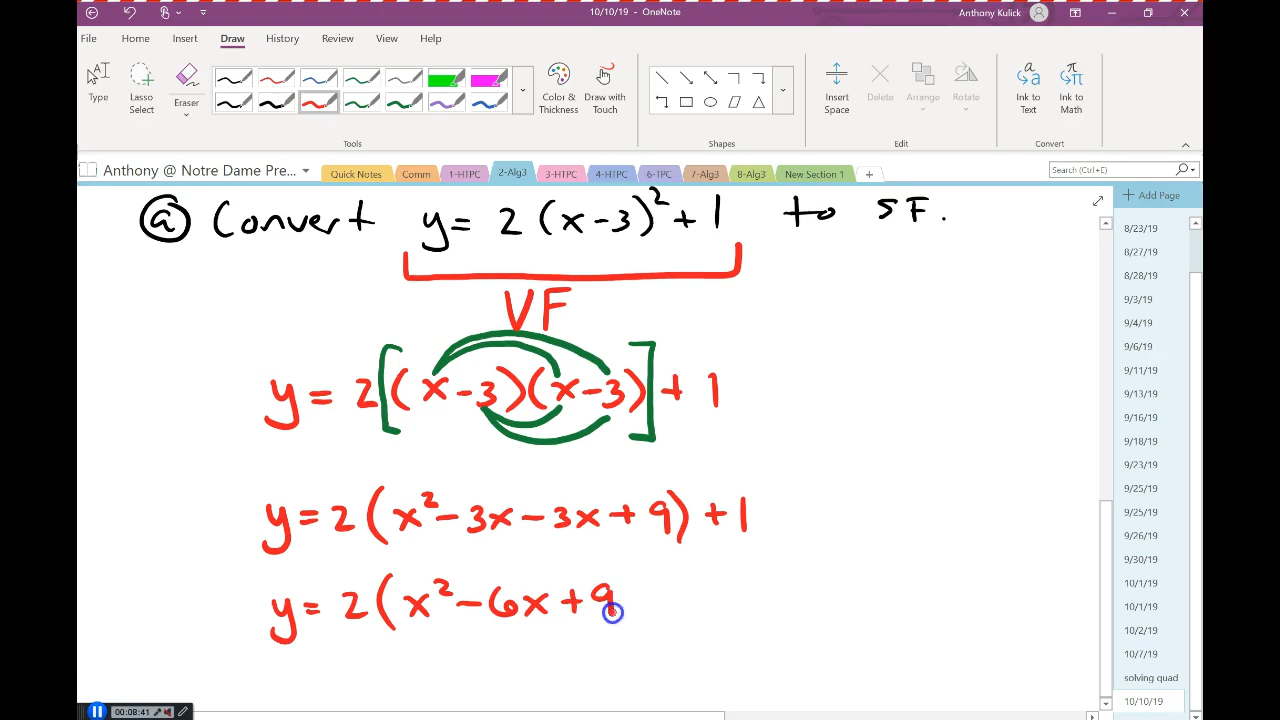 10/10/19 - OneNote
Anthony Kulick
File Home Insert Draw History Review View Help
Type
Lasso Select
Eraser
Color & Thickness
Draw with Touch
Insert Space
Delete
Arrange
Rotate
Ink to Text
Ink to Math
Tools
Shapes
Edit
Convert
Anthony @ Notre Dame Pre...
Quick Notes Comm 1-HTPC 2-Alg3 3-HTPC 4-HTPC 6-TPC 7-Alg3 8-Alg3 New Section 1
Search (Ctrl+E)
ⓐ Convert y = 2(x-3)² + 1 to SF.
VF
y = 2[(x-3)(x-3)] + 1
y = 2(x² - 3x - 3x + 9) + 1
y = 2(x² - 6x + 9
Add Page
8/23/19
8/27/19
8/28/19
9/3/19
9/4/19
9/6/19
9/11/19
9/13/19
9/16/19
9/18/19
9/23/19
9/25/19
9/25/19
9/26/19
9/30/19
10/1/19
10/1/19
10/2/19
10/7/19
solving quad
10/10/19
00:08:41